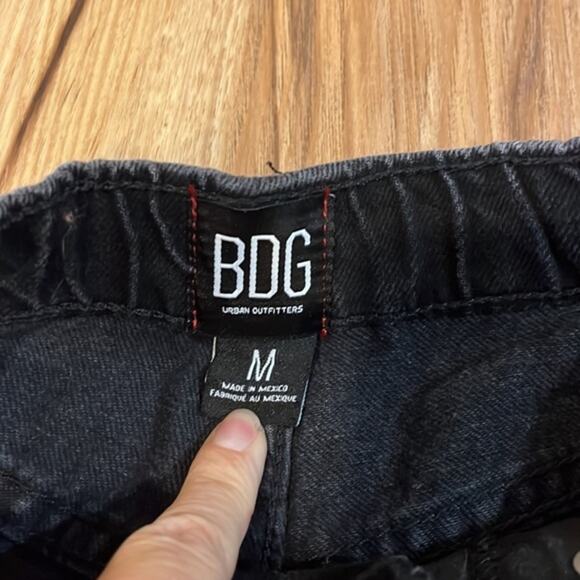 BDG
URBAN OUTFITTERS
M
MADE IN MEXICO
FABRIQUÉ AU MEXIQUE